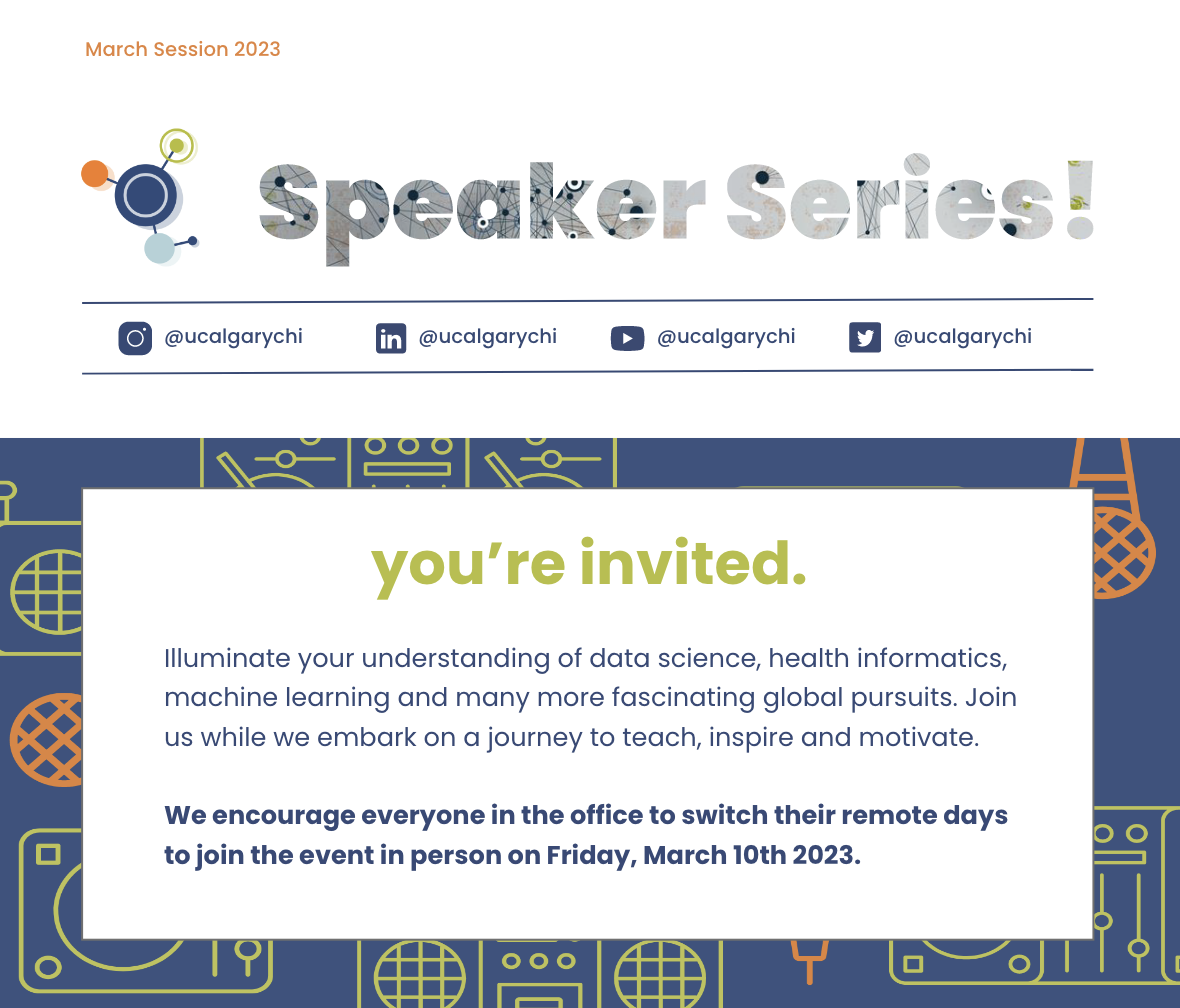 March Session 2023
Speaker Series!
@ucalgarychi @ucalgarychi @ucalgarychi @ucalgarychi
you’re invited.
Illuminate your understanding of data science, health informatics,
machine learning and many more fascinating global pursuits. Join
us while we embark on a journey to teach, inspire and motivate.
We encourage everyone in the office to switch their remote days
to join the event in person on Friday, March 10th 2023.